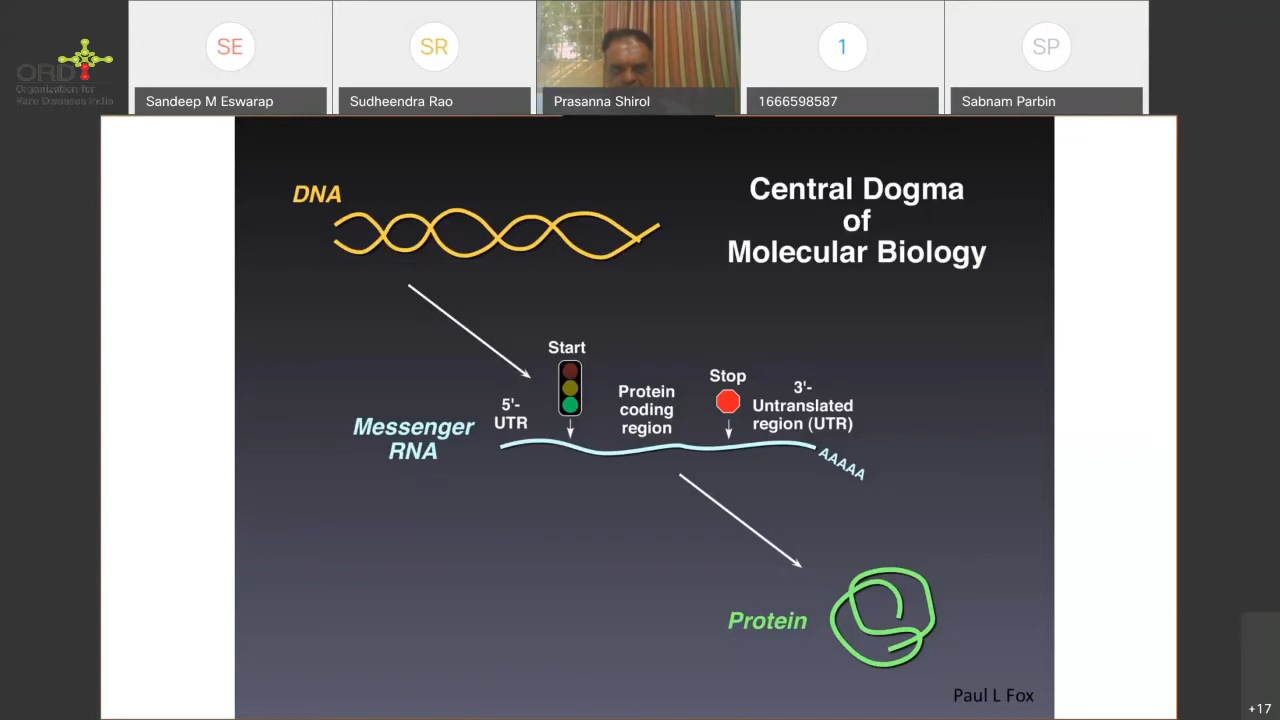 ORDI
Organization for
Rare Diseases India
SE
Sandeep M Eswarap
SR
Sudheendra Rao
Prasanna Shirol
1
1666598587
SP
Sabnam Parbin
DNA
Central Dogma
of
Molecular Biology
Start
Stop
5'-
UTR
Protein
coding
region
3'-
Untranslated
region (UTR)
Messenger
RNA
AAAAA
Protein
Paul L Fox
+17